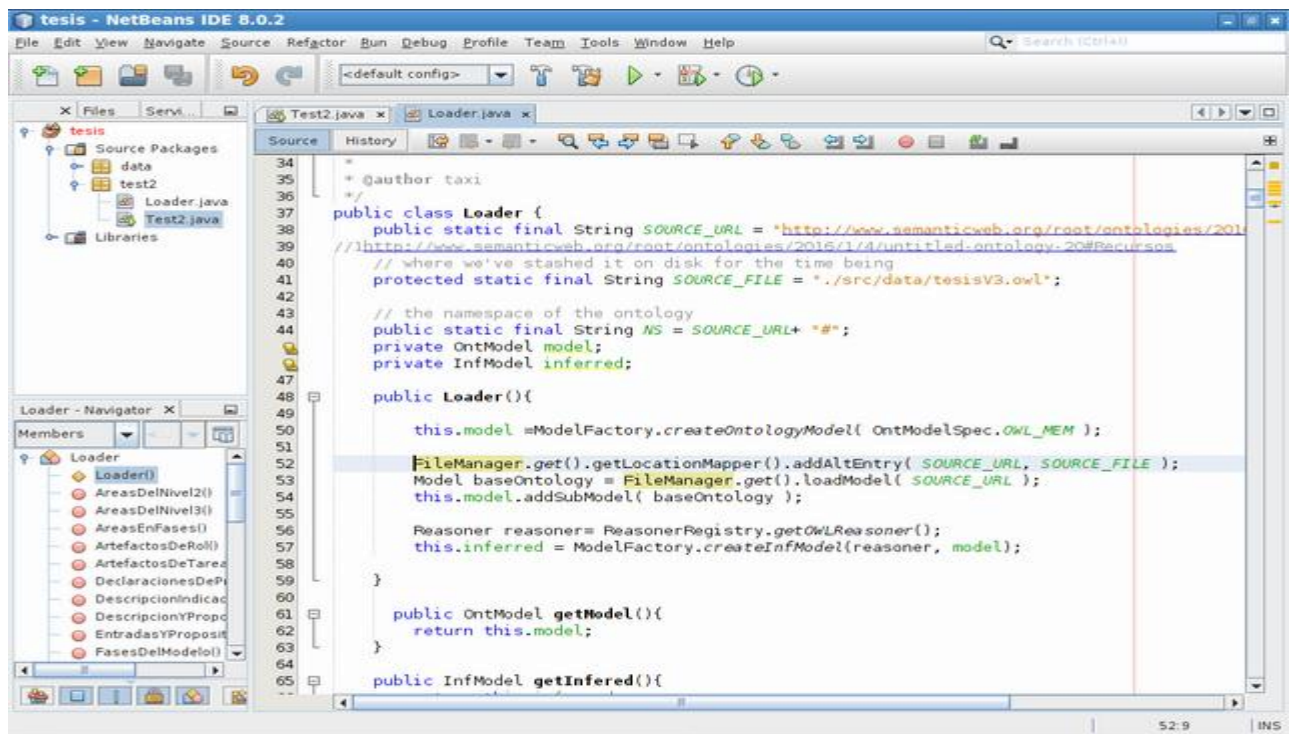 tesis - NetBeans IDE 8.0.2
File Edit View Navigate Source Refactor Run Debug Profile Team Tools Window Help
Search (Ctrl+I)
<default config>
Files Servi...
tesis
Source Packages
data
test2
Loader.java
Test2.java
Libraries
Loader - Navigator
Members
Loader
Loader()
AreasDelNivel2()
AreasDelNivel3()
AreasEnFases()
ArtefactosDeRol()
ArtefactosDeTarea
DeclaracionesDeP
DescripcionIndicac
DescripcionYPropo
EntradasYProposit
FasesDelModelo()
Test2.java Loader.java
Source History
34 *
35 * @author taxi
36 */
37 public class Loader {
38 public static final String SOURCE_URL = "http://www.semanticweb.org/root/ontologies/201
39 //1http://www.semanticweb.org/root/ontologies/2016/1/4/untitled-ontology-20#Recursos
40 // where we've stashed it on disk for the time being
41 protected static final String SOURCE_FILE = "./src/data/tesisV3.owl";
42
43 // the namespace of the ontology
44 public static final String NS = SOURCE_URL+ "#";
private OntModel model;
private InfModel inferred;
47
48 public Loader(){
49
50 this.model =ModelFactory.createOntologyModel( OntModelSpec.OWL_MEM );
51
52 FileManager.get().getLocationMapper().addAltEntry( SOURCE_URL, SOURCE_FILE );
53 Model baseOntology = FileManager.get().loadModel( SOURCE_URL );
54 this.model.addSubModel( baseOntology );
55
56 Reasoner reasoner= ReasonerRegistry.getOWLReasoner();
57 this.inferred = ModelFactory.createInfModel(reasoner, model);
58
59 }
60
61 public OntModel getModel(){
62 return this.model;
63 }
64
65 public InfModel getInfered(){
52:9 INS